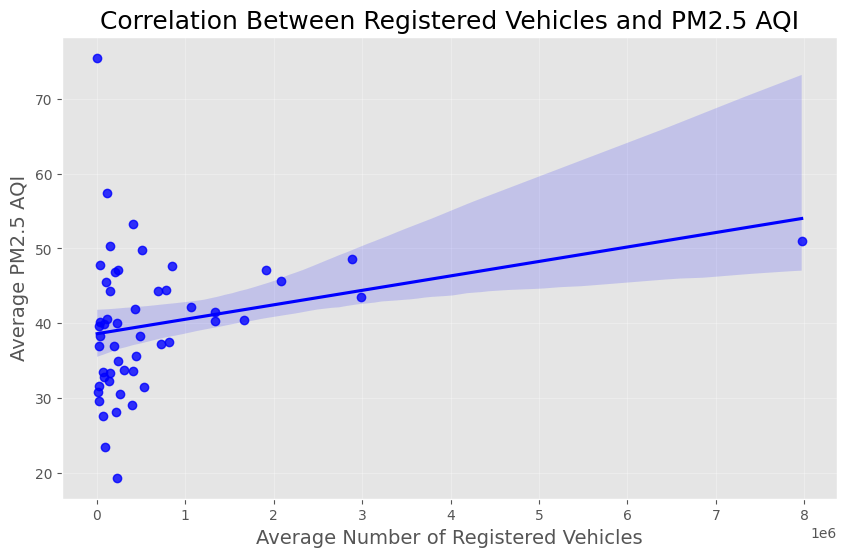 Correlation Between Registered Vehicles and PM2.5 AQI
Average PM2.5 AQI
70
60
50
40
30
20
0 1 2 3 4 5 6 7 8
1e6
Average Number of Registered Vehicles